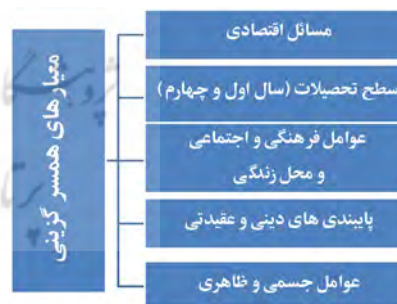 معیارهای همسر گزینی
مسائل اقتصادی
سطح تحصیلات (سال اول و چهارم)
عوامل فرهنگی و اجتماعی
و محل زندگی
پایبندی های دینی و عقیدتی
عوامل جسمی و ظاهری